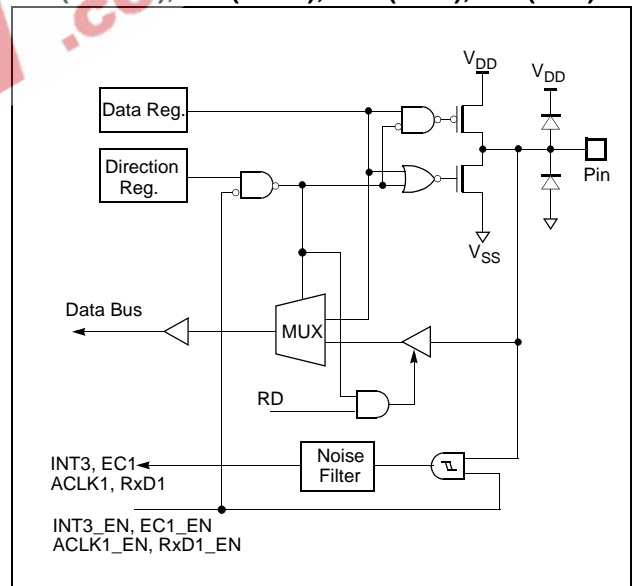 .co
VDD
VDD
Data Reg.
Direction
Reg.
Pin
VSS
Data Bus
MUX
RD
Noise
Filter
INT3, EC1
ACLK1, RxD1
INT3_EN, EC1_EN
ACLK1_EN, RxD1_EN